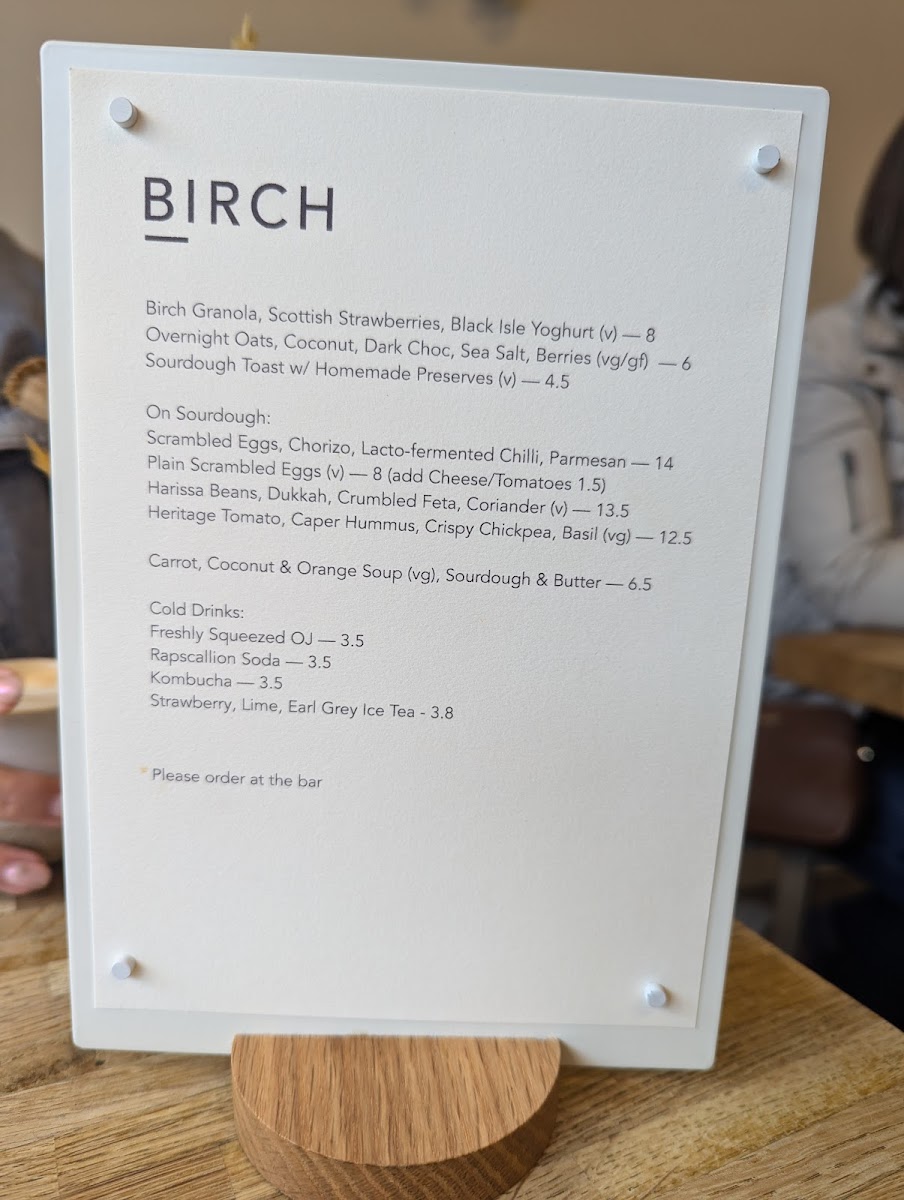 BIRCH
Birch Granola, Scottish Strawberries, Black Isle Yoghurt (v) — 8
Overnight Oats, Coconut, Dark Choc, Sea Salt, Berries (vg/gf) — 6
Sourdough Toast w/ Homemade Preserves (v) — 4.5
On Sourdough:
Scrambled Eggs, Chorizo, Lacto-fermented Chilli, Parmesan — 14
Plain Scrambled Eggs (v) — 8 (add Cheese/Tomatoes 1.5)
Harissa Beans, Dukkah, Crumbled Feta, Coriander (v) — 13.5
Heritage Tomato, Caper Hummus, Crispy Chickpea, Basil (vg) — 12.5
Carrot, Coconut & Orange Soup (vg), Sourdough & Butter — 6.5
Cold Drinks:
Freshly Squeezed OJ — 3.5
Rapscallion Soda — 3.5
Kombucha — 3.5
Strawberry, Lime, Earl Grey Ice Tea - 3.8
* Please order at the bar